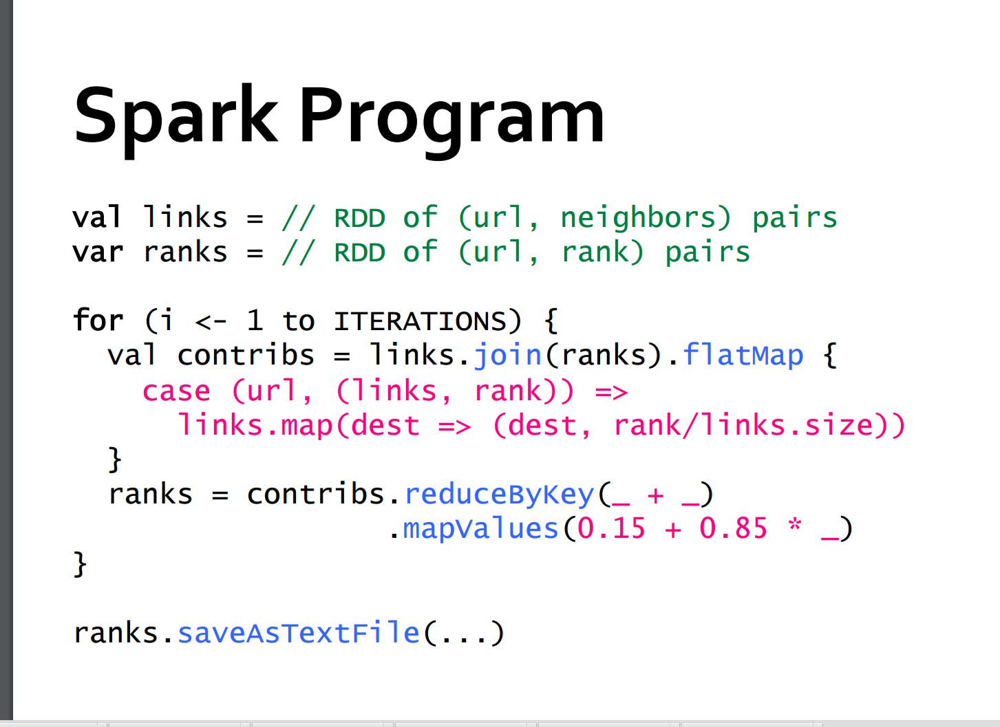 Spark Program
val links = // RDD of (url, neighbors) pairs
var ranks = // RDD of (url, rank) pairs
for (i <- 1 to ITERATIONS) {
  val contribs = links.join(ranks).flatMap {
    case (url, (links, rank)) =>
      links.map(dest => (dest, rank/links.size))
  }
  ranks = contribs.reduceByKey(_ + _)
                  .mapValues(0.15 + 0.85 * _)
}
ranks.saveAsTextFile(...)